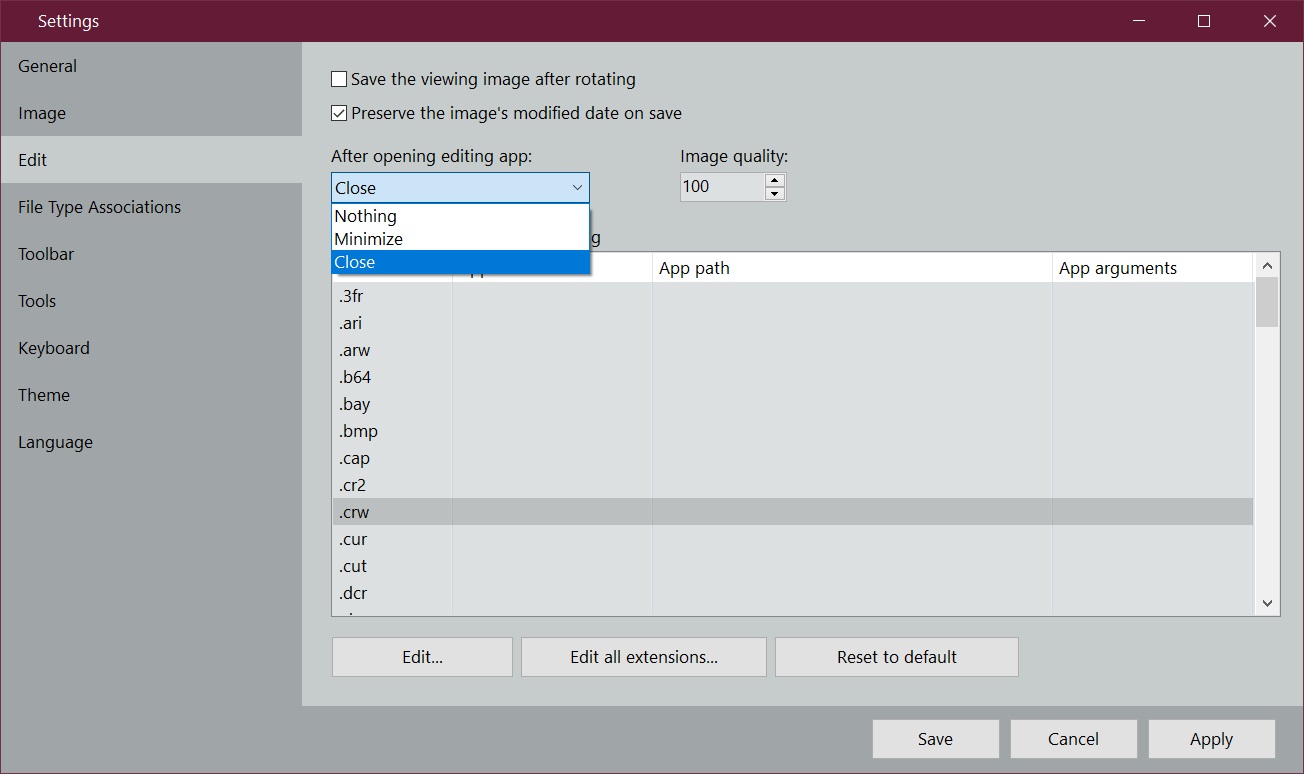 Settings
General
Image
Edit
File Type Associations
Toolbar
Tools
Keyboard
Theme
Language
Save the viewing image after rotating
Preserve the image's modified date on save
After opening editing app:
Image quality:
Close
100
Nothing
Minimize
Close
App path
App arguments
.3fr
.ari
.arw
.b64
.bay
.bmp
.cap
.cr2
.crw
.cur
.cut
.dcr
Edit...
Edit all extensions...
Reset to default
Save
Cancel
Apply